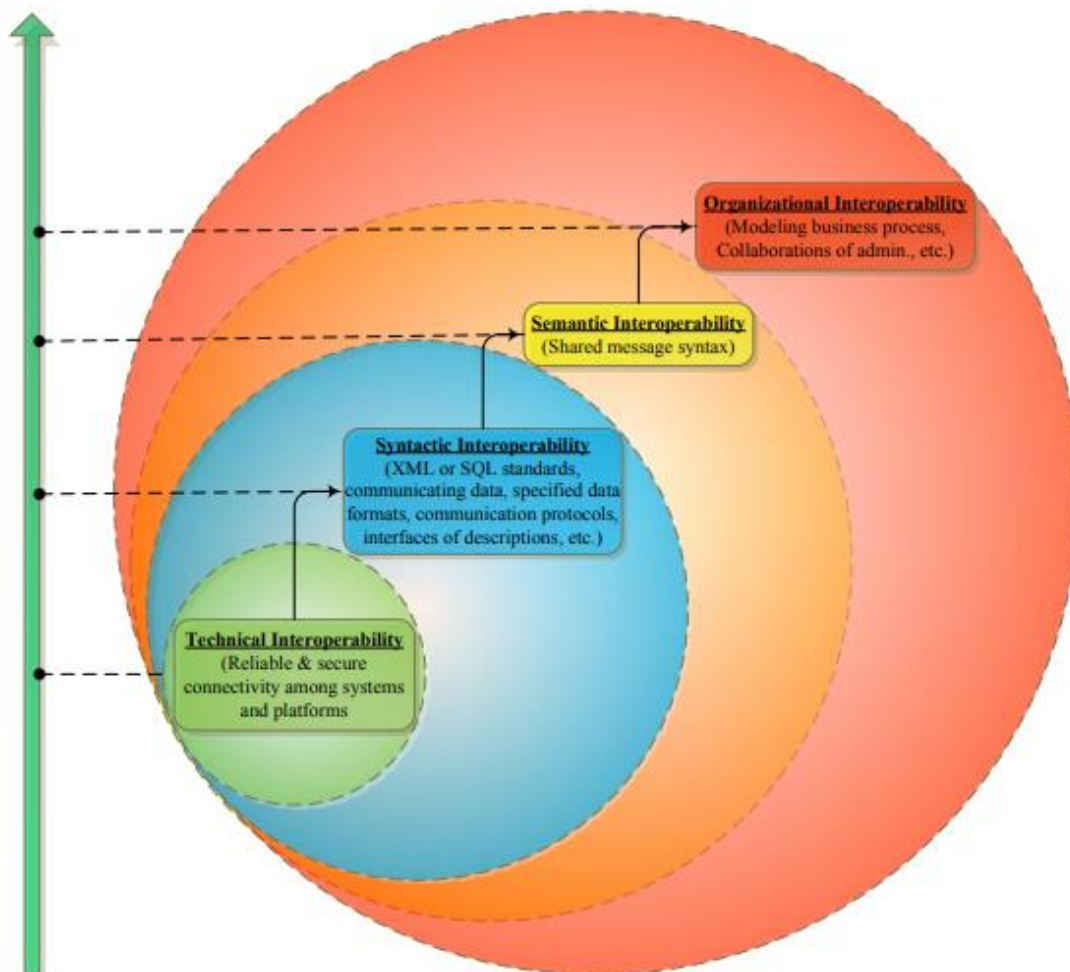 Organizational Interoperability
(Modeling business process,
Collaborations of admin., etc.)
Semantic Interoperability
(Shared message syntax)
Syntactic Interoperability
(XML or SQL standards,
communicating data, specified data
formats, communication protocols,
interfaces of descriptions, etc.)
Technical Interoperability
(Reliable & secure
connectivity among systems
and platforms